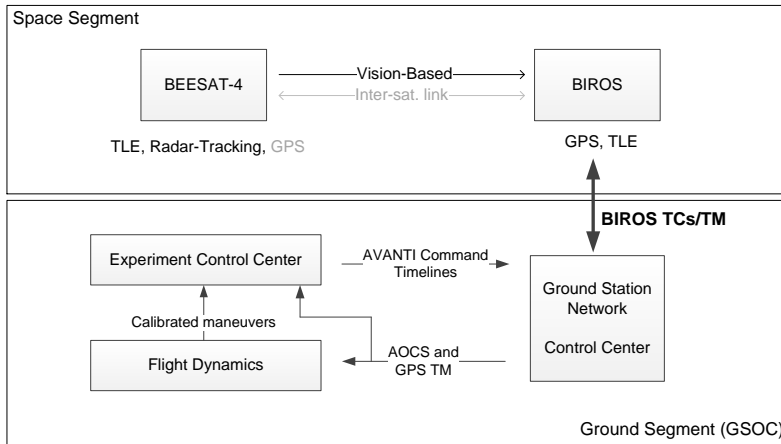 Space Segment
BEESAT-4
Vision-Based
Inter-sat. link
BIROS
TLE, Radar-Tracking, GPS
GPS, TLE
BIROS TCs/TM
Experiment Control Center
AVANTI Command
Timelines
Ground Station
Network
Control Center
Calibrated maneuvers
Flight Dynamics
AOCS and
GPS TM
Ground Segment (GSOC)